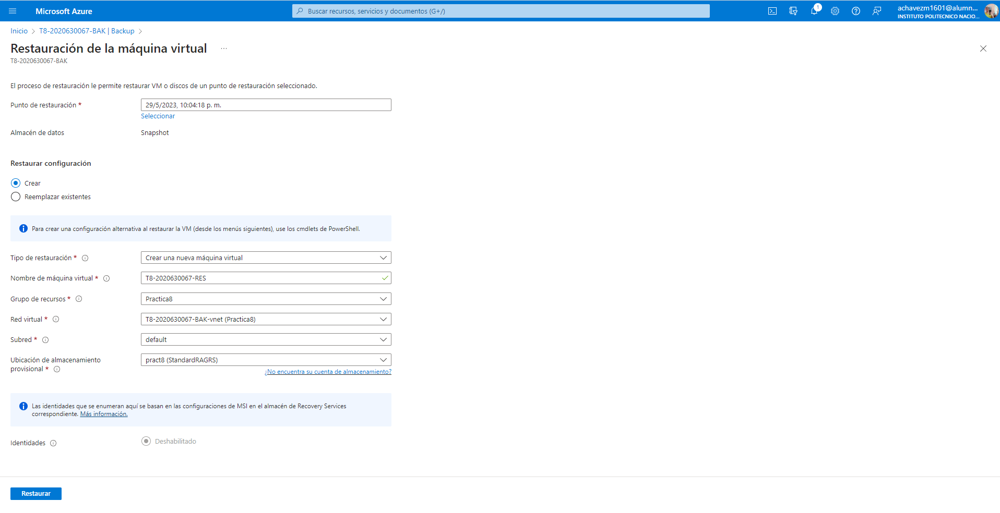 Microsoft Azure
Buscar recursos, servicios y documentos (G+/)
1
achavezm1601@alumn...
INSTITUTO POLITECNICO NACIO...
Inicio > T8-2020630067-BAK | Backup >
Restauración de la máquina virtual ...
T8-2020630067-BAK
El proceso de restauración le permite restaurar VM o discos de un punto de restauración seleccionado.
Punto de restauración * 29/5/2023, 10:04:18 p. m.
Seleccionar
Almacén de datos Snapshot
Restaurar configuración
Crear
Reemplazar existentes
Para crear una configuración alternativa al restaurar la VM (desde los menús siguientes), use los cmdlets de PowerShell.
Tipo de restauración * Crear una nueva máquina virtual
Nombre de máquina virtual * T8-2020630067-RES
Grupo de recursos * Practica8
Red virtual * T8-2020630067-BAK-vnet (Practica8)
Subred * default
Ubicación de almacenamiento
provisional * pract8 (StandardRAGRS)
¿No encuentra su cuenta de almacenamiento?
Las identidades que se enumeran aquí se basan en las configuraciones de MSI en el almacén de Recovery Services
correspondiente. Más información.
Identidades Deshabilitado
Restaurar